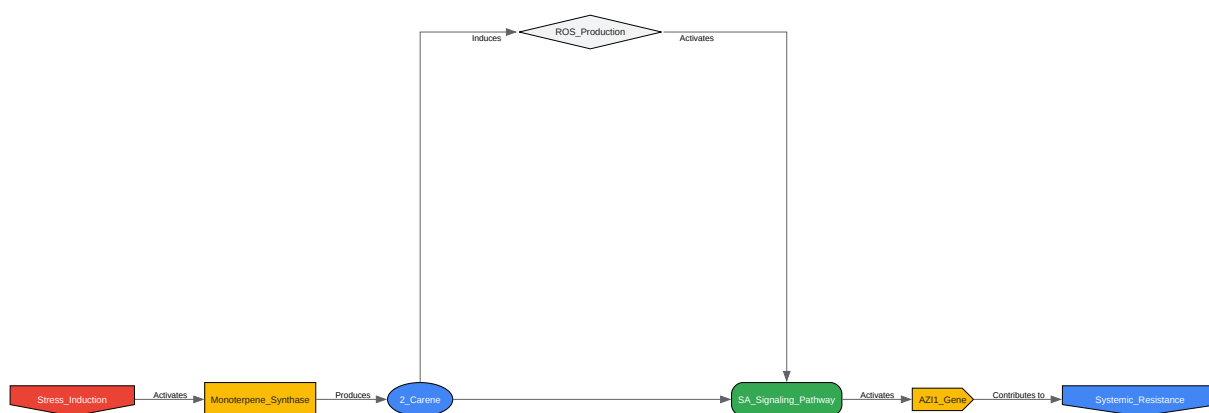 ROS_Production
Induces
Activates
Stress_Induction
Activates
Monoterpene_Synthase
Produces
2_Carene
SA_Signaling_Pathway
Activates
AZI1_Gene
Contributes to
Systemic_Resistance